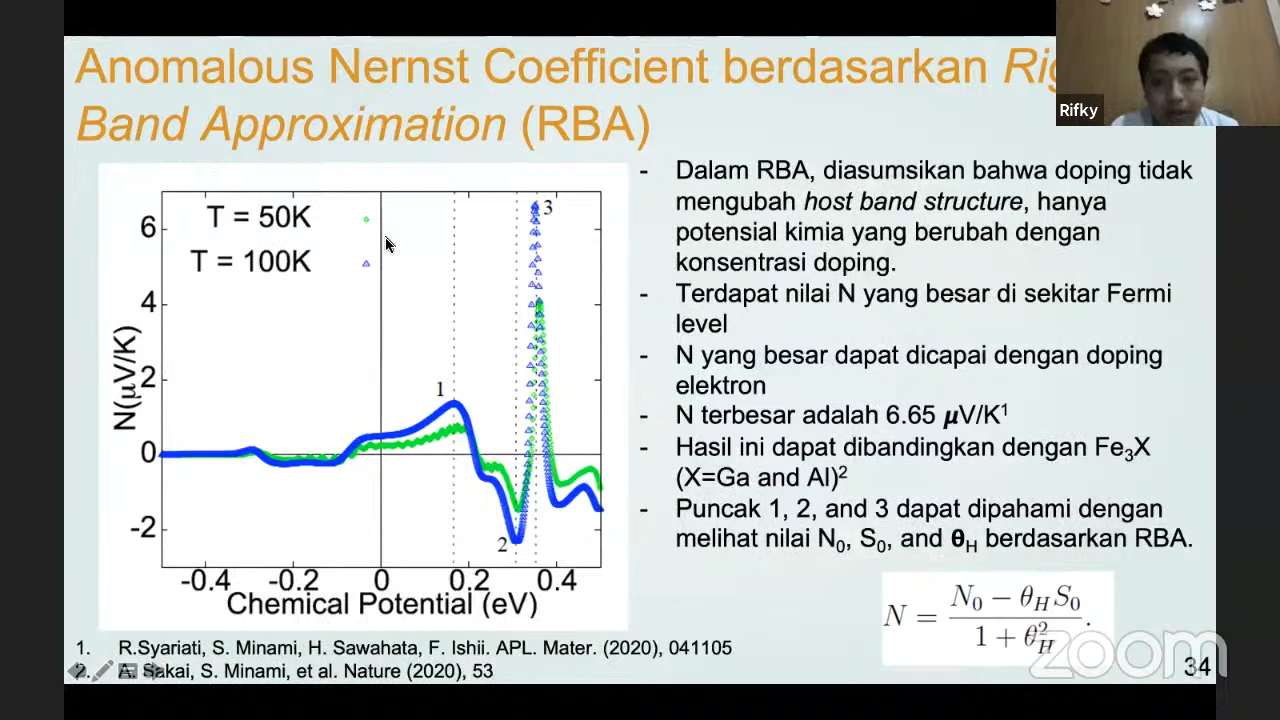 Anomalous Nernst Coefficient berdasarkan
Band Approximation (RBA)
Rifky
T = 50K
T = 100K
6
4
2
0
-2
N(μV/K)
1
2
3
-0.4 -0.2 0 0.2 0.4
Chemical Potential (eV)
- Dalam RBA, diasumsikan bahwa doping tidak
mengubah host band structure, hanya
potensial kimia yang berubah dengan
konsentrasi doping.
- Terdapat nilai N yang besar di sekitar Fermi
level
- N yang besar dapat dicapai dengan doping
elektron
- N terbesar adalah 6.65 μV/K¹
- Hasil ini dapat dibandingkan dengan Fe₃X
(X=Ga and Al)²
- Puncak 1, 2, and 3 dapat dipahami dengan
melihat nilai N₀, S₀, and θ_H berdasarkan RBA.
N = (N₀ − θ_H S₀) / (1 + θ_H²).
1. R.Syariati, S. Minami, H. Sawahata, F. Ishii. APL. Mater. (2020), 041105
2. A. Sakai, S. Minami, et al. Nature (2020), 53
zoom
34